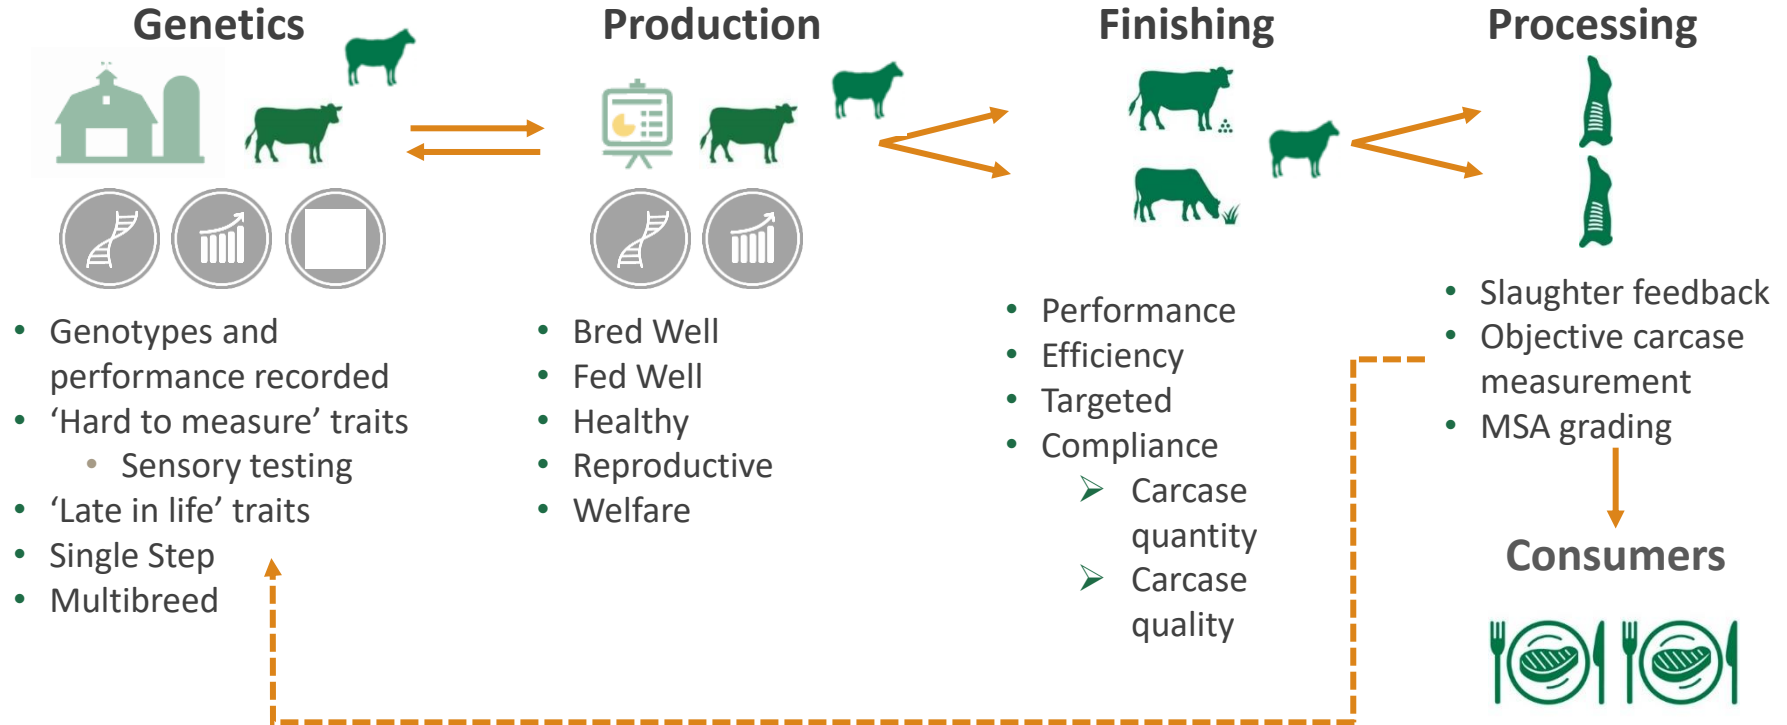 Genetics
Genotypes and
performance recorded
‘Hard to measure’ traits
Sensory testing
‘Late in life’ traits
Single Step
Multibreed
Production
Bred Well
Fed Well
Healthy
Reproductive
Welfare
Finishing
Performance
Efficiency
Targeted
Compliance
Carcase
quantity
Carcase
quality
Processing
Slaughter feedback
Objective carcase
measurement
MSA grading
Consumers